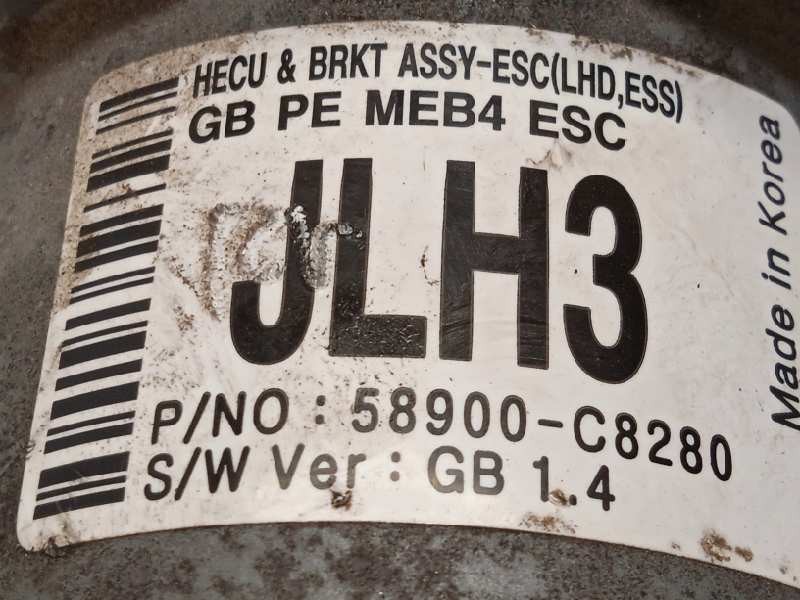 HECU & BRKT ASSY-ESC(LHD,ESS)
GB PE MEB4 ESC
JLH3
P/NO : 58900-C8280
S/W Ver : GB 1.4
Made in Korea